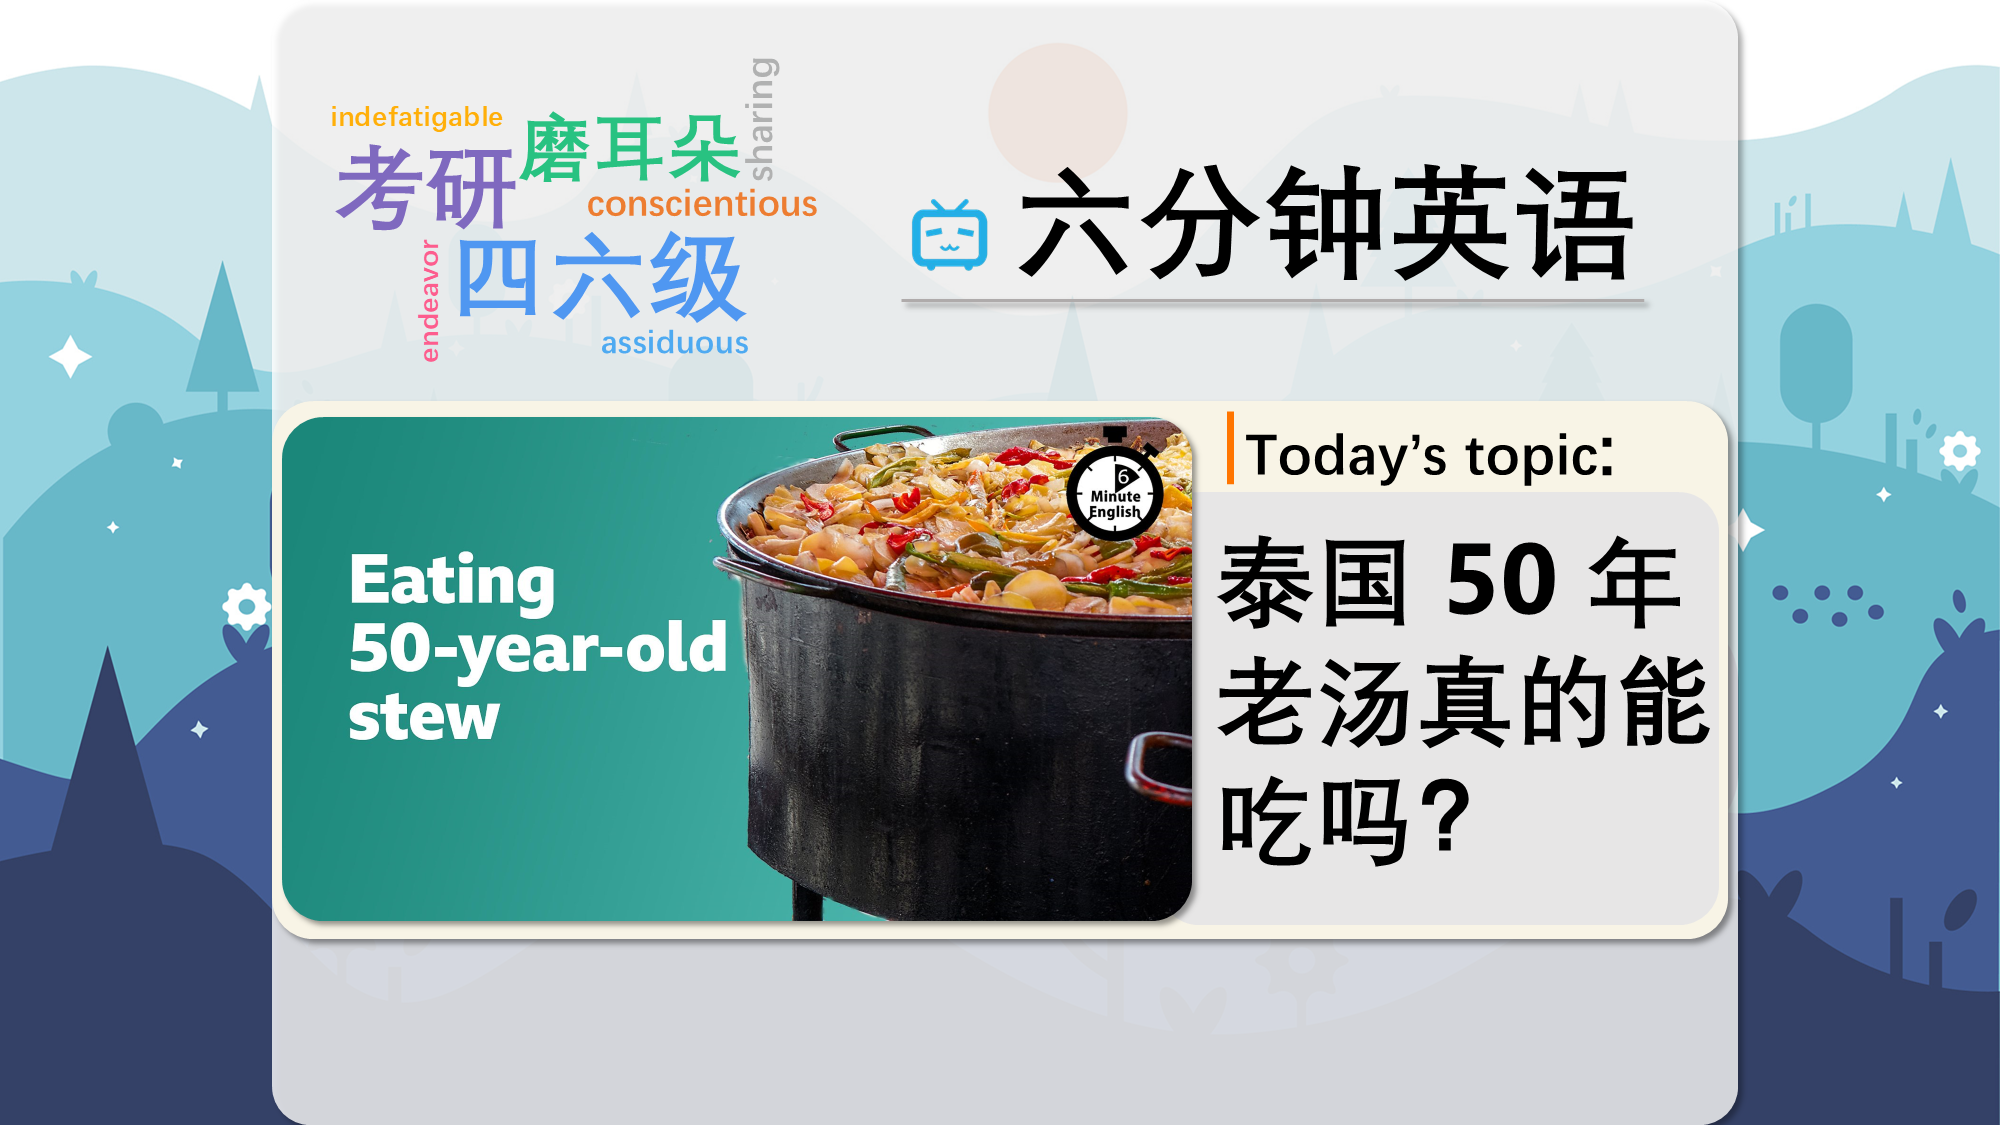 indefatigable
磨耳朵
sharing
考研
conscientious
endeavor
四六级
assiduous
六分钟英语
Eating
50-year-old
stew
6
Minute
English
Today’s topic:
泰国 50 年
老汤真的能
吃吗?